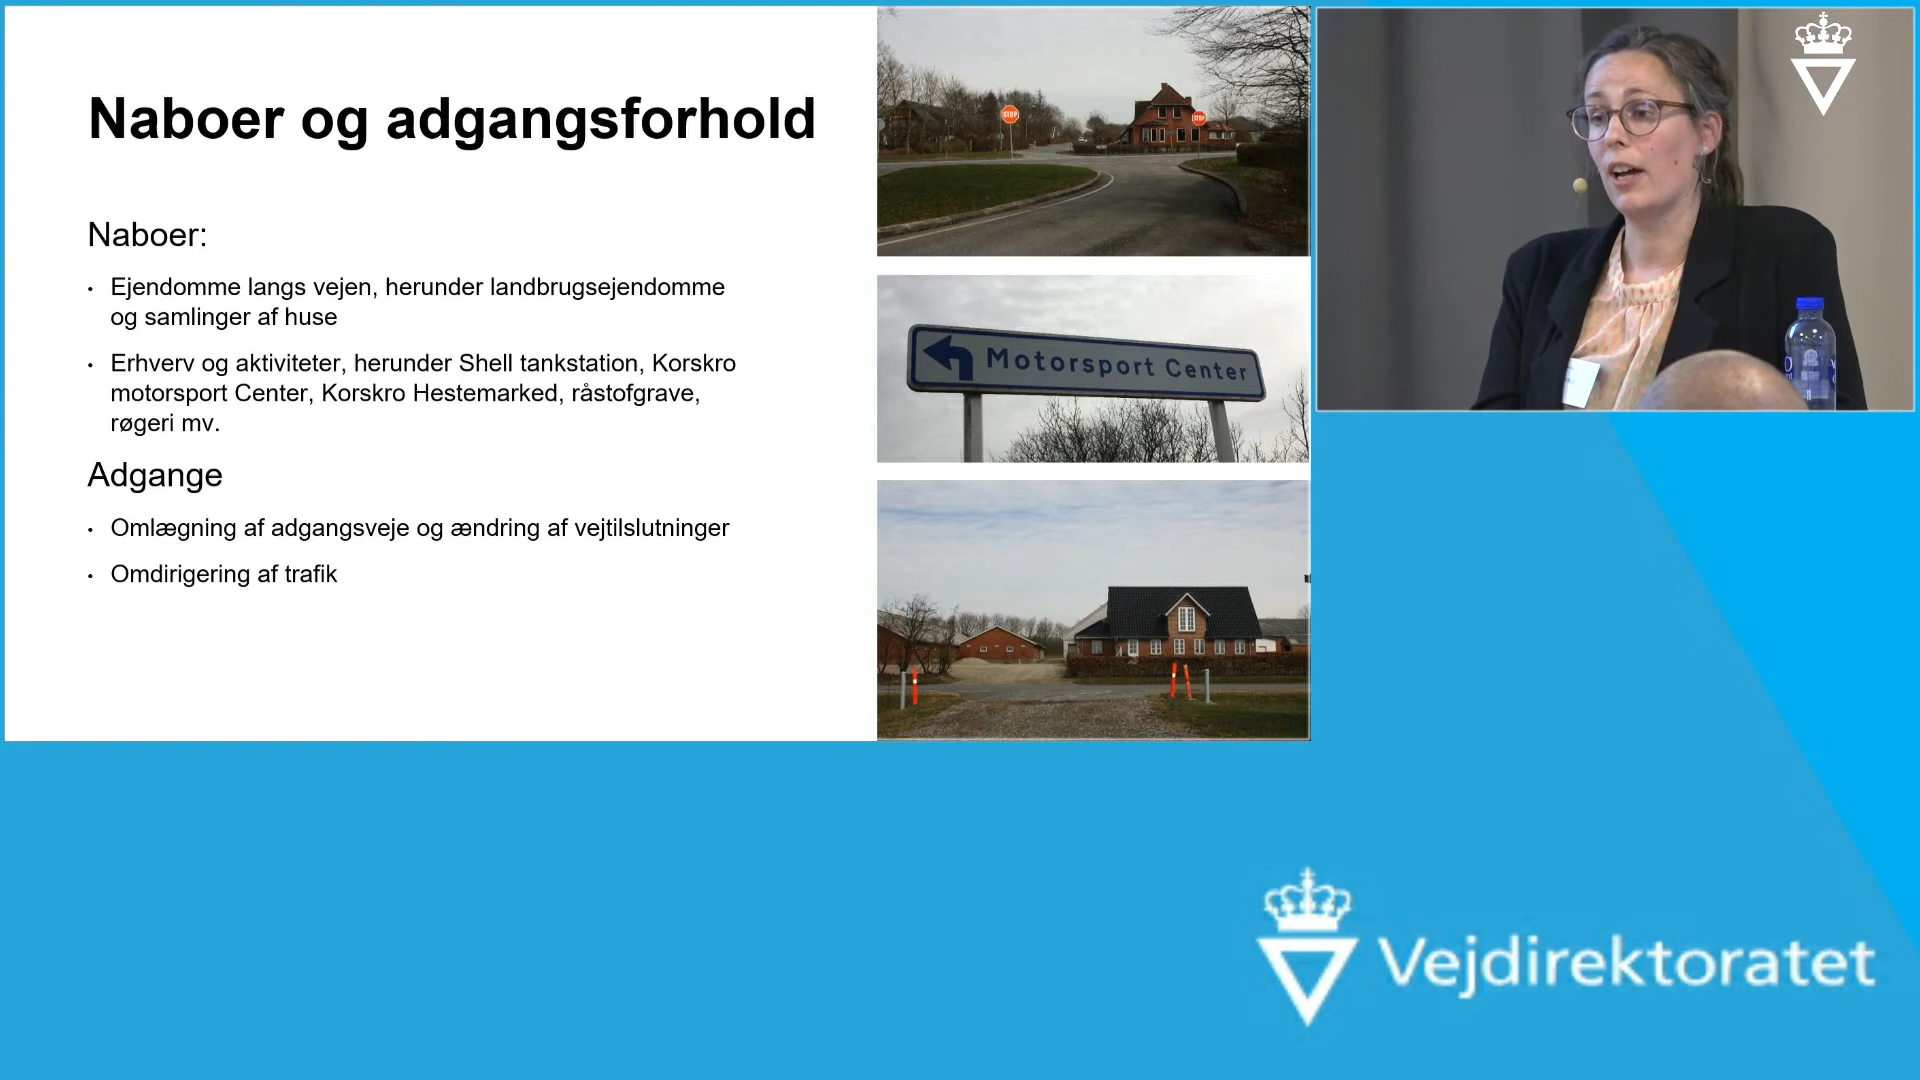 Naboer og adgangsforhold
Naboer:
• Ejendomme langs vejen, herunder landbrugsejendomme
og samlinger af huse
• Erhverv og aktiviteter, herunder Shell tankstation, Korskro
motorsport Center, Korskro Hestemarked, råstofgrave,
røgeri mv.
Adgange
• Omlægning af adgangsveje og ændring af vejtilslutninger
• Omdirigering af trafik
STOP
STOP
Motorsport Center
Vejdirektoratet